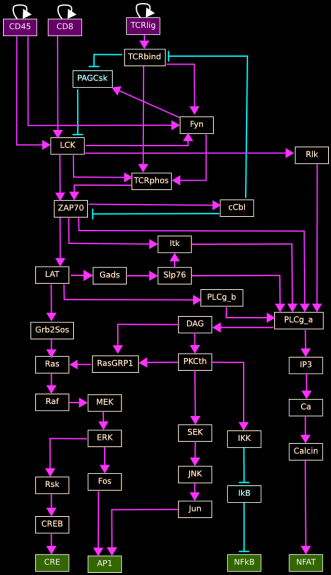 CD45
CD8
TCRlig
TCRbind
PAGCsk
Fyn
LCK
Rlk
TCRphos
ZAP70
cCbl
Itk
LAT
Gads
Slp76
PLCg_b
DAG
PLCg_a
Grb2Sos
Ras
RasGRP1
PKCth
IP3
Raf
MEK
Ca
ERK
SEK
IKK
Calcin
Rsk
Fos
JNK
IkB
Jun
CREB
CRE
AP1
NFkB
NFAT